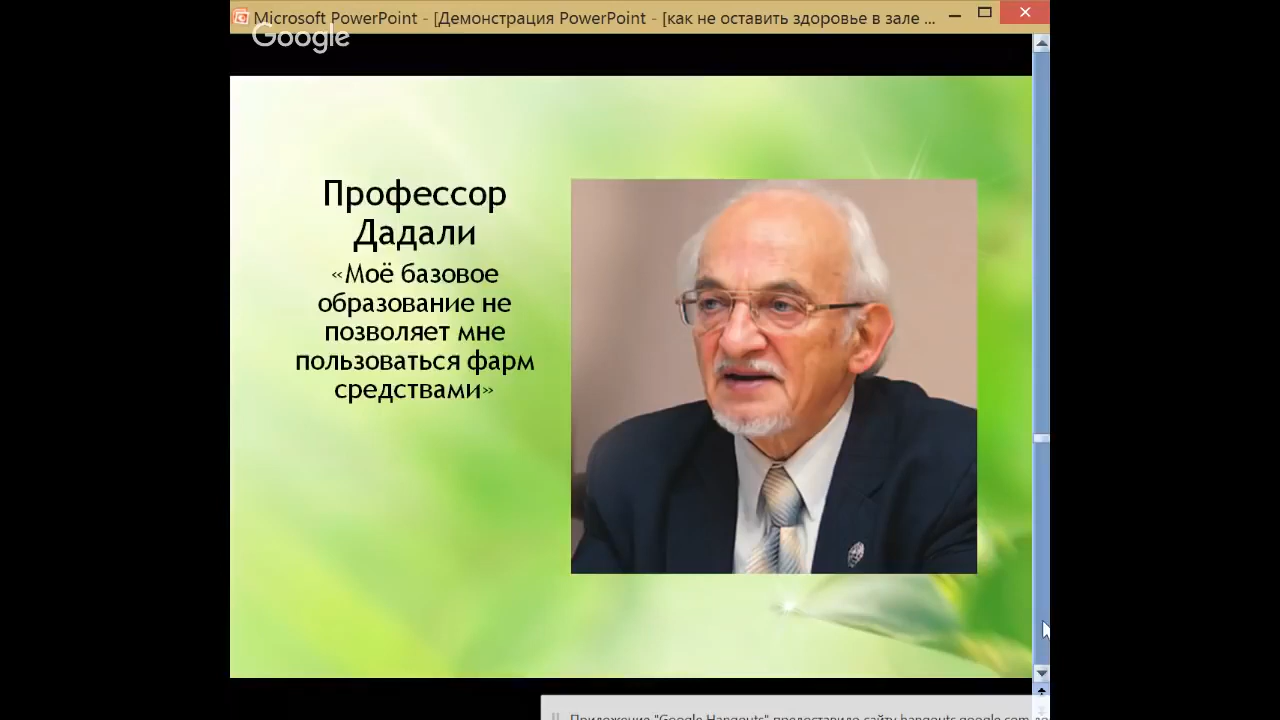 Microsoft PowerPoint - [Демонстрация PowerPoint - [как не оставить здоровье в зале ...
Google
Профессор
Дадали
«Моё базовое
образование не
позволяет мне
пользоваться фарм
средствами»
Приложение "Google Hangouts" предоставило сайту hangouts.google.com до